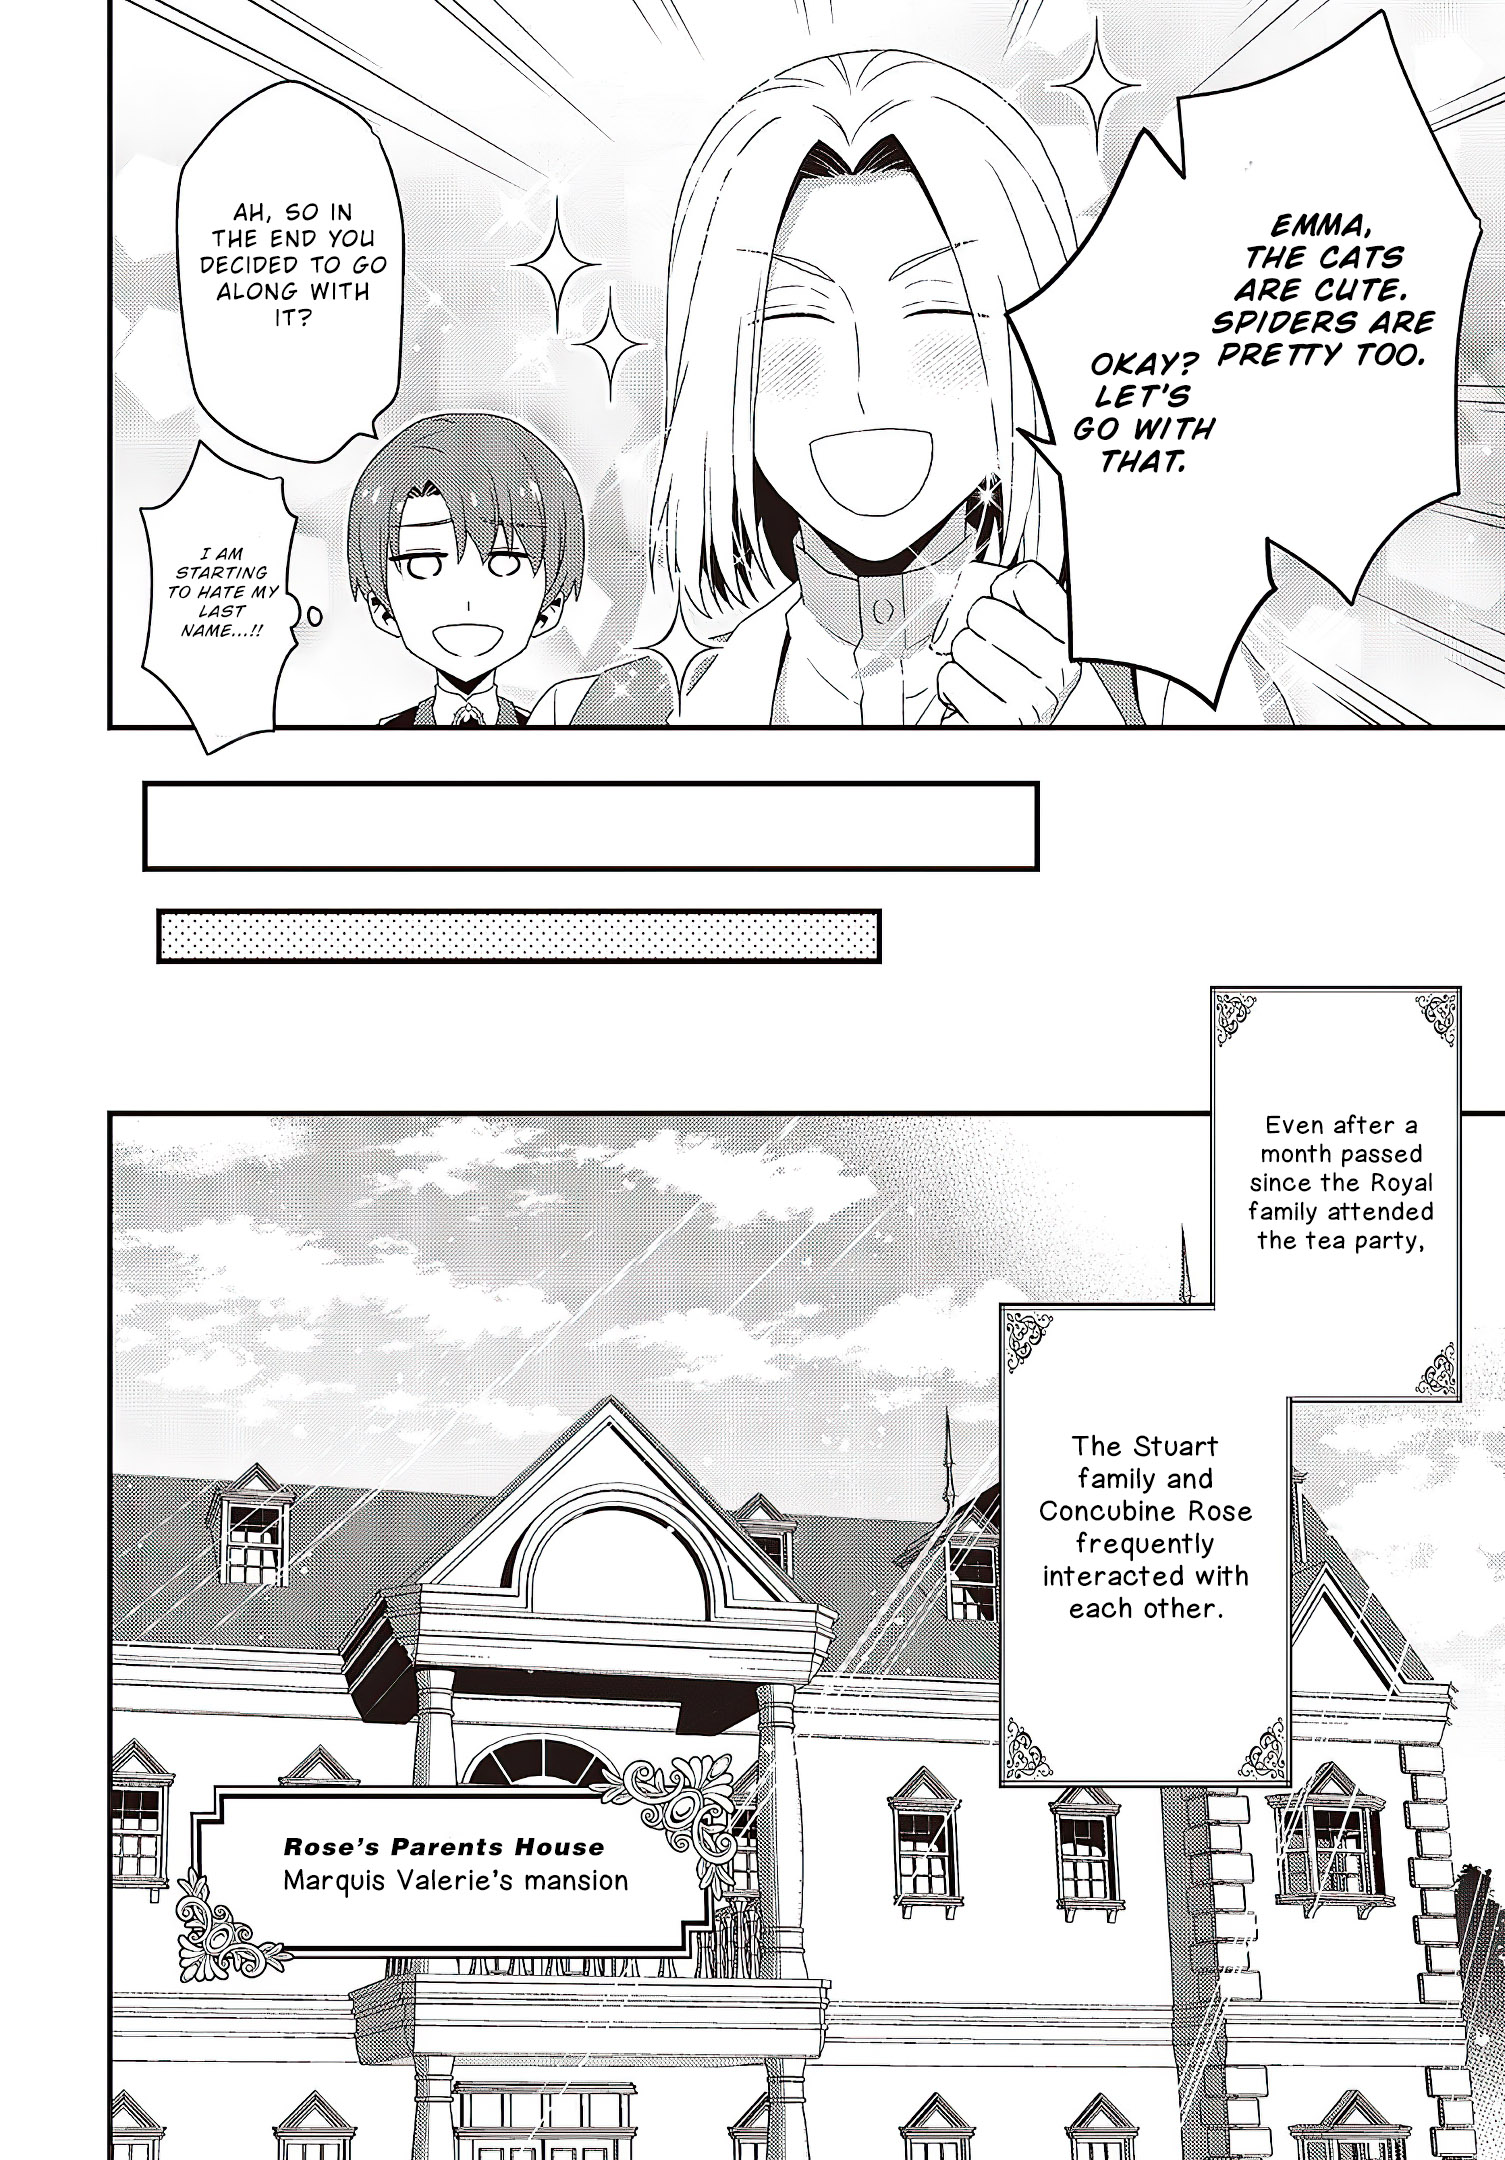 EMMA,
THE CATS
ARE CUTE.
SPIDERS ARE
PRETTY TOO.
OKAY?
LET'S
GO WITH
THAT.
AH, SO IN
THE END YOU
DECIDED TO GO
ALONG WITH
IT?
I AM
STARTING
TO HATE MY
LAST
NAME...!!
Even after a
month passed
since the Royal
family attended
the tea party,
The Stuart
family and
Concubine Rose
frequently
interacted with
each other.
Rose's Parents House
Marquis Valerie's mansion